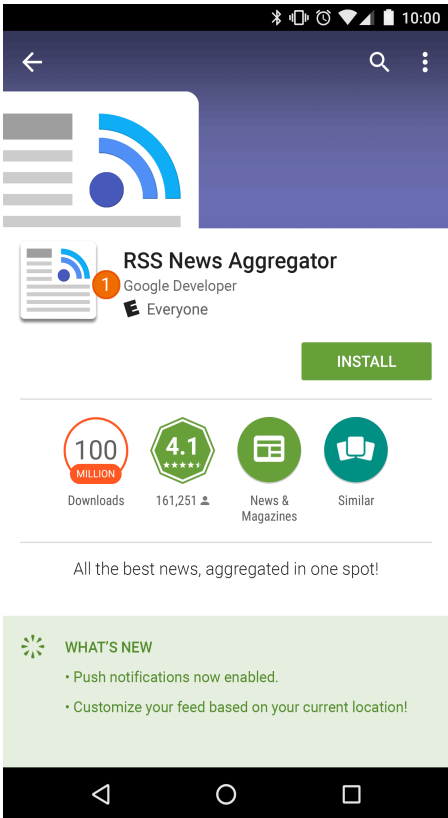 10:00
RSS News Aggregator
1
Google Developer
E Everyone
INSTALL
100
MILLION
4.1
Downloads
161,251
News &
Magazines
Similar
All the best news, aggregated in one spot!
WHAT'S NEW
• Push notifications now enabled.
• Customize your feed based on your current location!